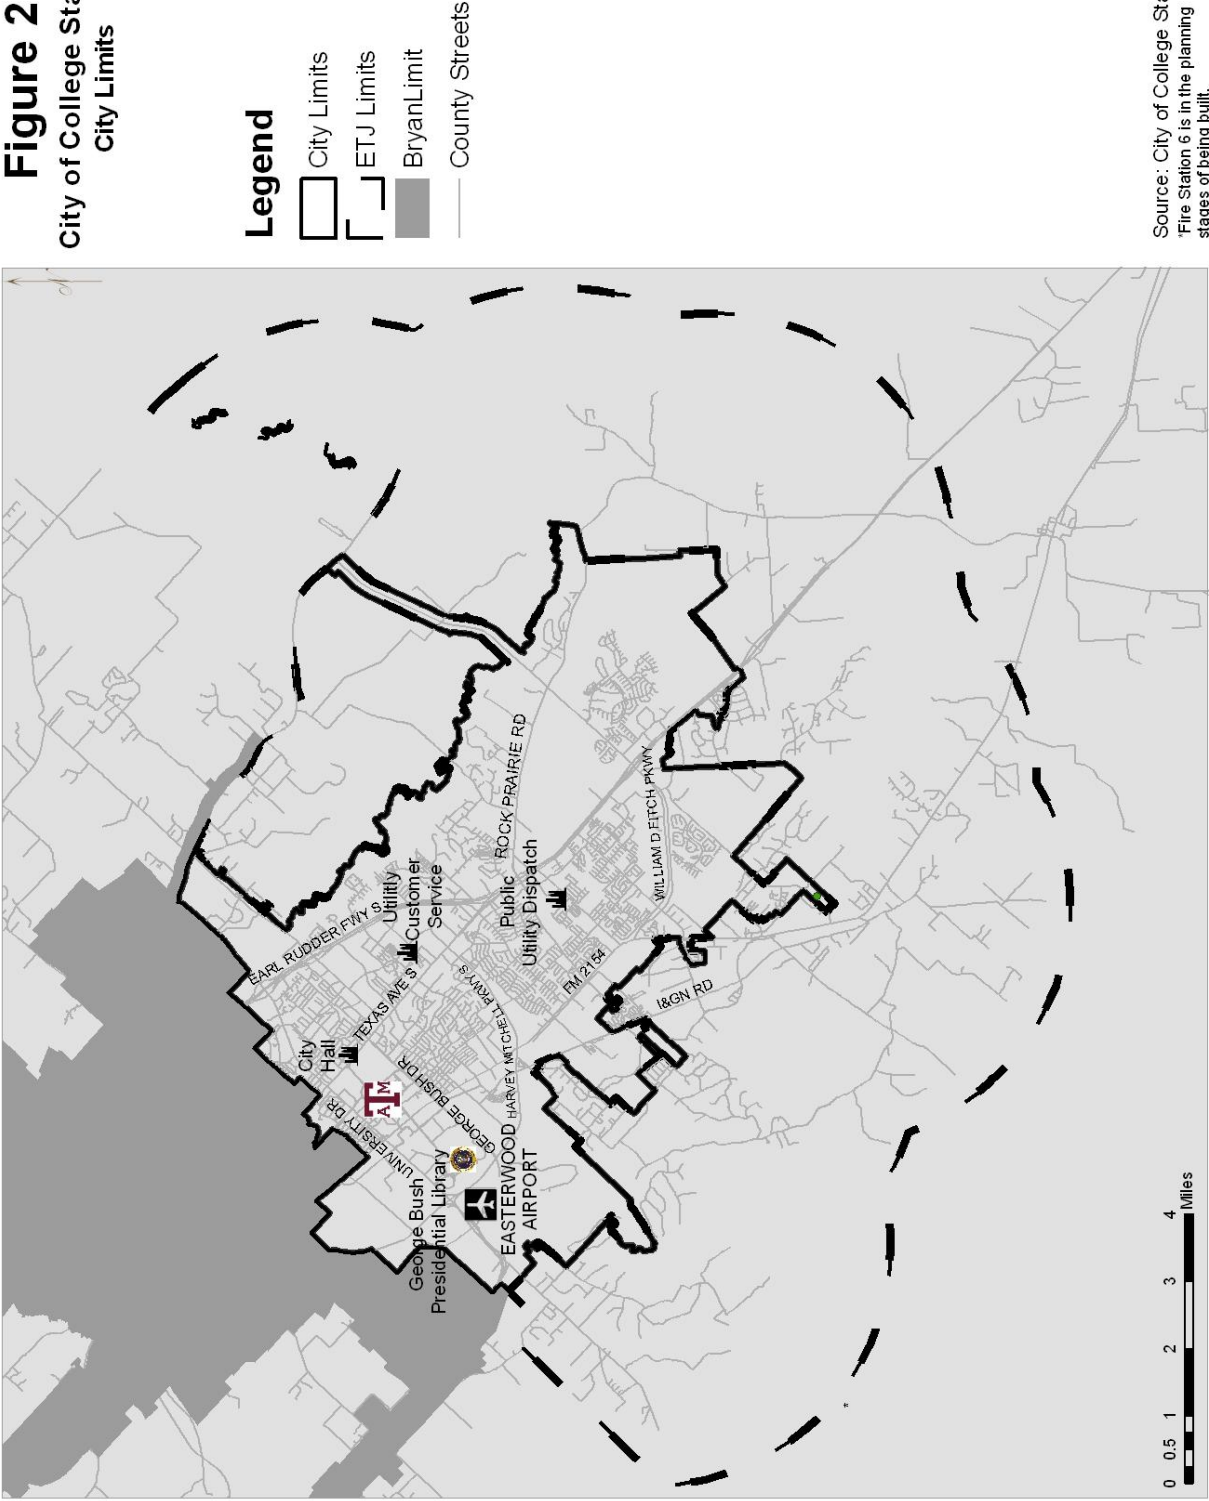 Figure 2
City of College Sta
City Limits
Legend
City Limits
ETJ Limits
BryanLimit
County Streets
EARL RUDDER FWY S
Utility
Customer
Service
ROCK PRAIRIE RD
Public
Utility Dispatch
WILLIAM D FITCH PKWY
City
Hall
TEXAS AVE S
HARVEY MITCHELL PKWY S
FM 2154
I&GN RD
UNIVERSITY DR
ATM
GEORGE BUSH DR
George Bush
Presidential Library
EASTERWOOD
AIRPORT
0 0.5 1 2 3 4
Miles
Source: City of College Sta
*Fire Station 6 is in the planning
stages of being built.